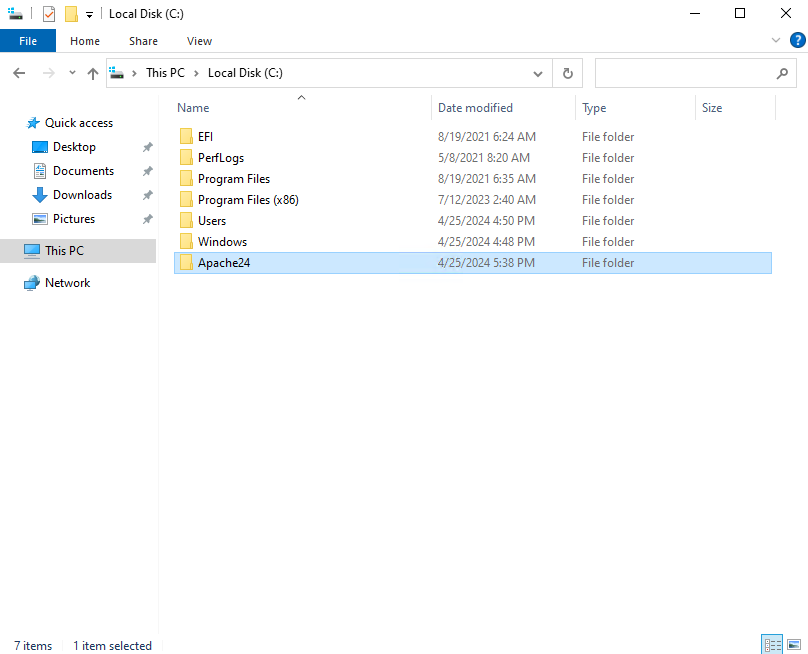 Local Disk (C:)
File Home Share View
?
This PC › Local Disk (C:)
Name Date modified Type Size
Quick access
Desktop
Documents
Downloads
Pictures
This PC
Network
EFI 8/19/2021 6:24 AM File folder
PerfLogs 5/8/2021 8:20 AM File folder
Program Files 8/19/2021 6:35 AM File folder
Program Files (x86) 7/12/2023 2:40 AM File folder
Users 4/25/2024 4:50 PM File folder
Windows 4/25/2024 4:48 PM File folder
Apache24 4/25/2024 5:38 PM File folder
7 items 1 item selected